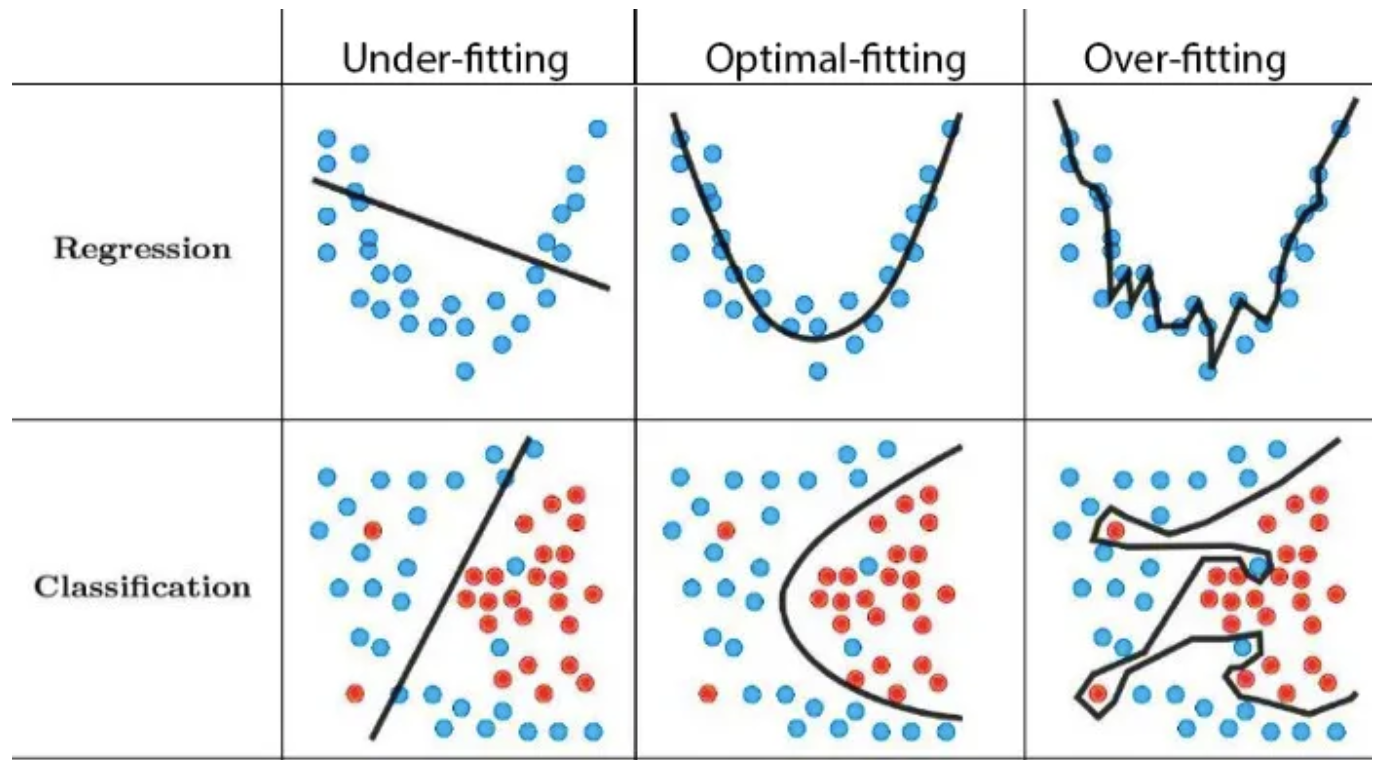 Under-fitting
Optimal-fitting
Over-fitting
Regression
Classification